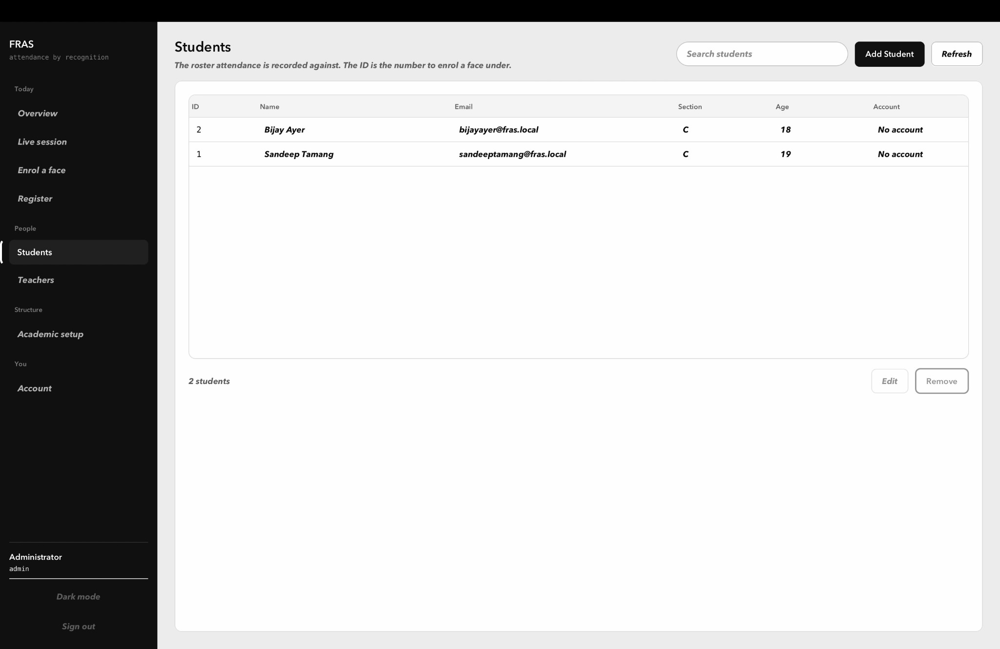 FRAS
attendance by recognition
Today
Overview
Live session
Enrol a face
Register
People
Students
Teachers
Structure
Academic setup
You
Account
Administrator
admin
Dark mode
Sign out
Students
The roster attendance is recorded against. The ID is the number to enrol a face under.
Search students
Add Student
Refresh
ID Name Email Section Age Account
2 Bijay Ayer bijayayer@fras.local C 18 No account
1 Sandeep Tamang sandeeptamang@fras.local C 19 No account
2 students
Edit
Remove